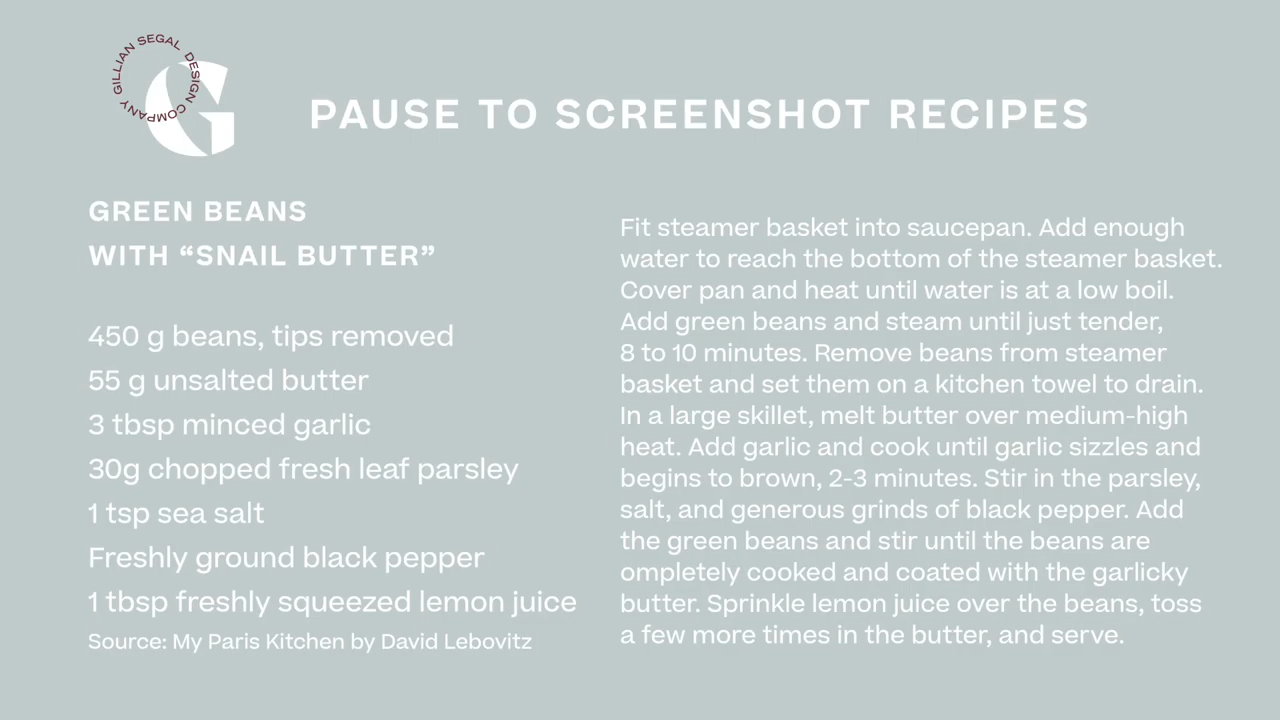 GILLIAN SEGAL DESIGN COMPANY
G
PAUSE TO SCREENSHOT RECIPES
GREEN BEANS
WITH “SNAIL BUTTER”
450 g beans, tips removed
55 g unsalted butter
3 tbsp minced garlic
30g chopped fresh leaf parsley
1 tsp sea salt
Freshly ground black pepper
1 tbsp freshly squeezed lemon juice
Source: My Paris Kitchen by David Lebovitz
Fit steamer basket into saucepan. Add enough
water to reach the bottom of the steamer basket.
Cover pan and heat until water is at a low boil.
Add green beans and steam until just tender,
8 to 10 minutes. Remove beans from steamer
basket and set them on a kitchen towel to drain.
In a large skillet, melt butter over medium-high
heat. Add garlic and cook until garlic sizzles and
begins to brown, 2-3 minutes. Stir in the parsley,
salt, and generous grinds of black pepper. Add
the green beans and stir until the beans are
ompletely cooked and coated with the garlicky
butter. Sprinkle lemon juice over the beans, toss
a few more times in the butter, and serve.